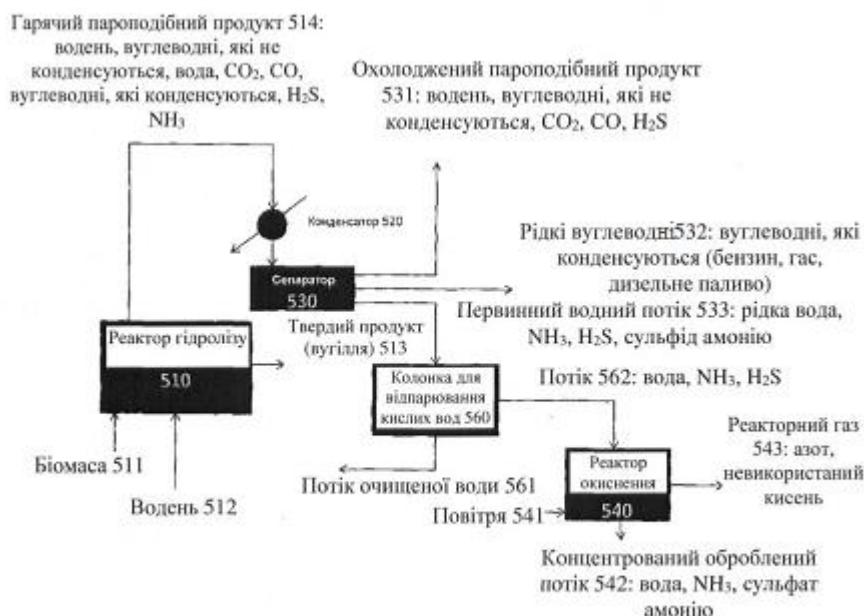 Гарячий пароподібний продукт 514:
водень, вуглеводні, які не
конденсуються, вода, CO₂, CO,
вуглеводні, які конденсуються, H₂S,
NH₃
Охолоджений пароподібний продукт
531: водень, вуглеводні, які не
конденсуються, CO₂, CO, H₂S
Конденсатор 520
Сепаратор
530
Рідкі вуглеводні532: вуглеводні, які
конденсуються (бензин, гас,
дизельне паливо)
Первинний водний потік 533: рідка вода,
NH₃, H₂S, сульфід амонію
Твердий продукт
(вугілля) 513
Реактор гідролізу
510
Колонка для
відпарювання
кислих вод 560
Потік 562: вода, NH₃, H₂S
Біомаса 511
Водень 512
Потік очищеної води 561
Повітря 541
Реактор
окиснення
540
Реакторний газ
543: азот,
невикористаний
кисень
Концентрований оброблений
потік 542: вода, NH₃, сульфат
амонію